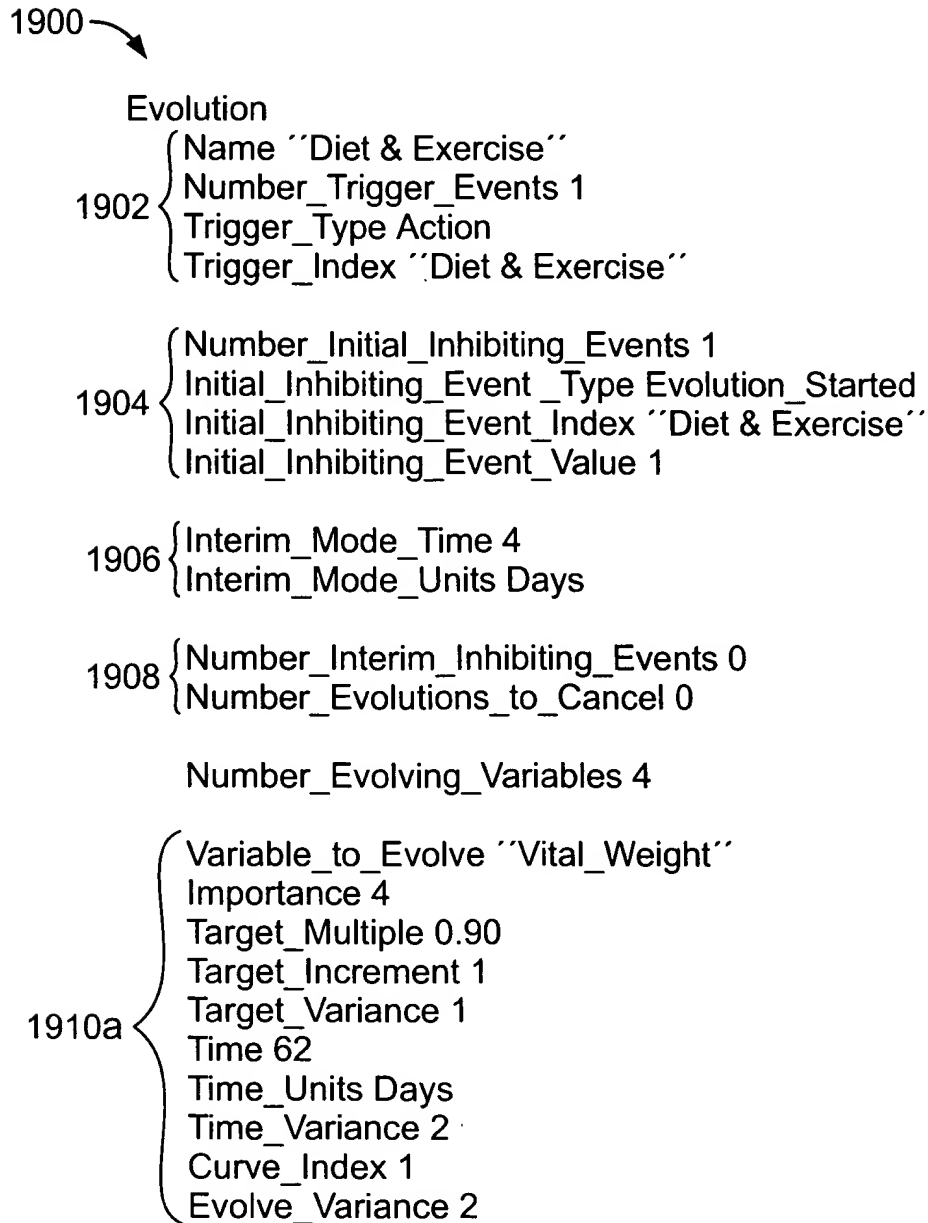 1900
Evolution
1902
Name ´´Diet & Exercise´´
Number_Trigger_Events 1
Trigger_Type Action
Trigger_Index ´´Diet & Exercise´´
1904
Number_Initial_Inhibiting_Events 1
Initial_Inhibiting_Event _Type Evolution_Started
Initial_Inhibiting_Event_Index ´´Diet & Exercise´´
Initial_Inhibiting_Event_Value 1
1906
Interim_Mode_Time 4
Interim_Mode_Units Days
1908
Number_Interim_Inhibiting_Events 0
Number_Evolutions_to_Cancel 0
Number_Evolving_Variables 4
1910a
Variable_to_Evolve ´´Vital_Weight´´
Importance 4
Target_Multiple 0.90
Target_Increment 1
Target_Variance 1
Time 62
Time_Units Days
Time_Variance 2
Curve_Index 1
Evolve_Variance 2